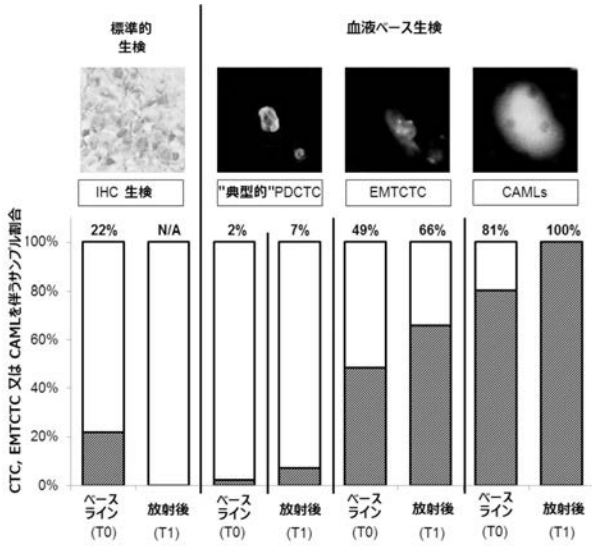 標準的
生検
血液ベース生検
IHC 生検
"典型的"PDCTC
EMTCTC
CAMLs
CTC, EMTCTC 又は CAMLを伴うサンプル割合
22%
N/A
2%
7%
49%
66%
81%
100%
100%
80%
60%
40%
20%
0%
ベース
ライン
(T0)
放射後
(T1)
ベース
ライン
(T0)
放射後
(T1)
ベース
ライン
(T0)
放射後
(T1)
ベース
ライン
(T0)
放射後
(T1)